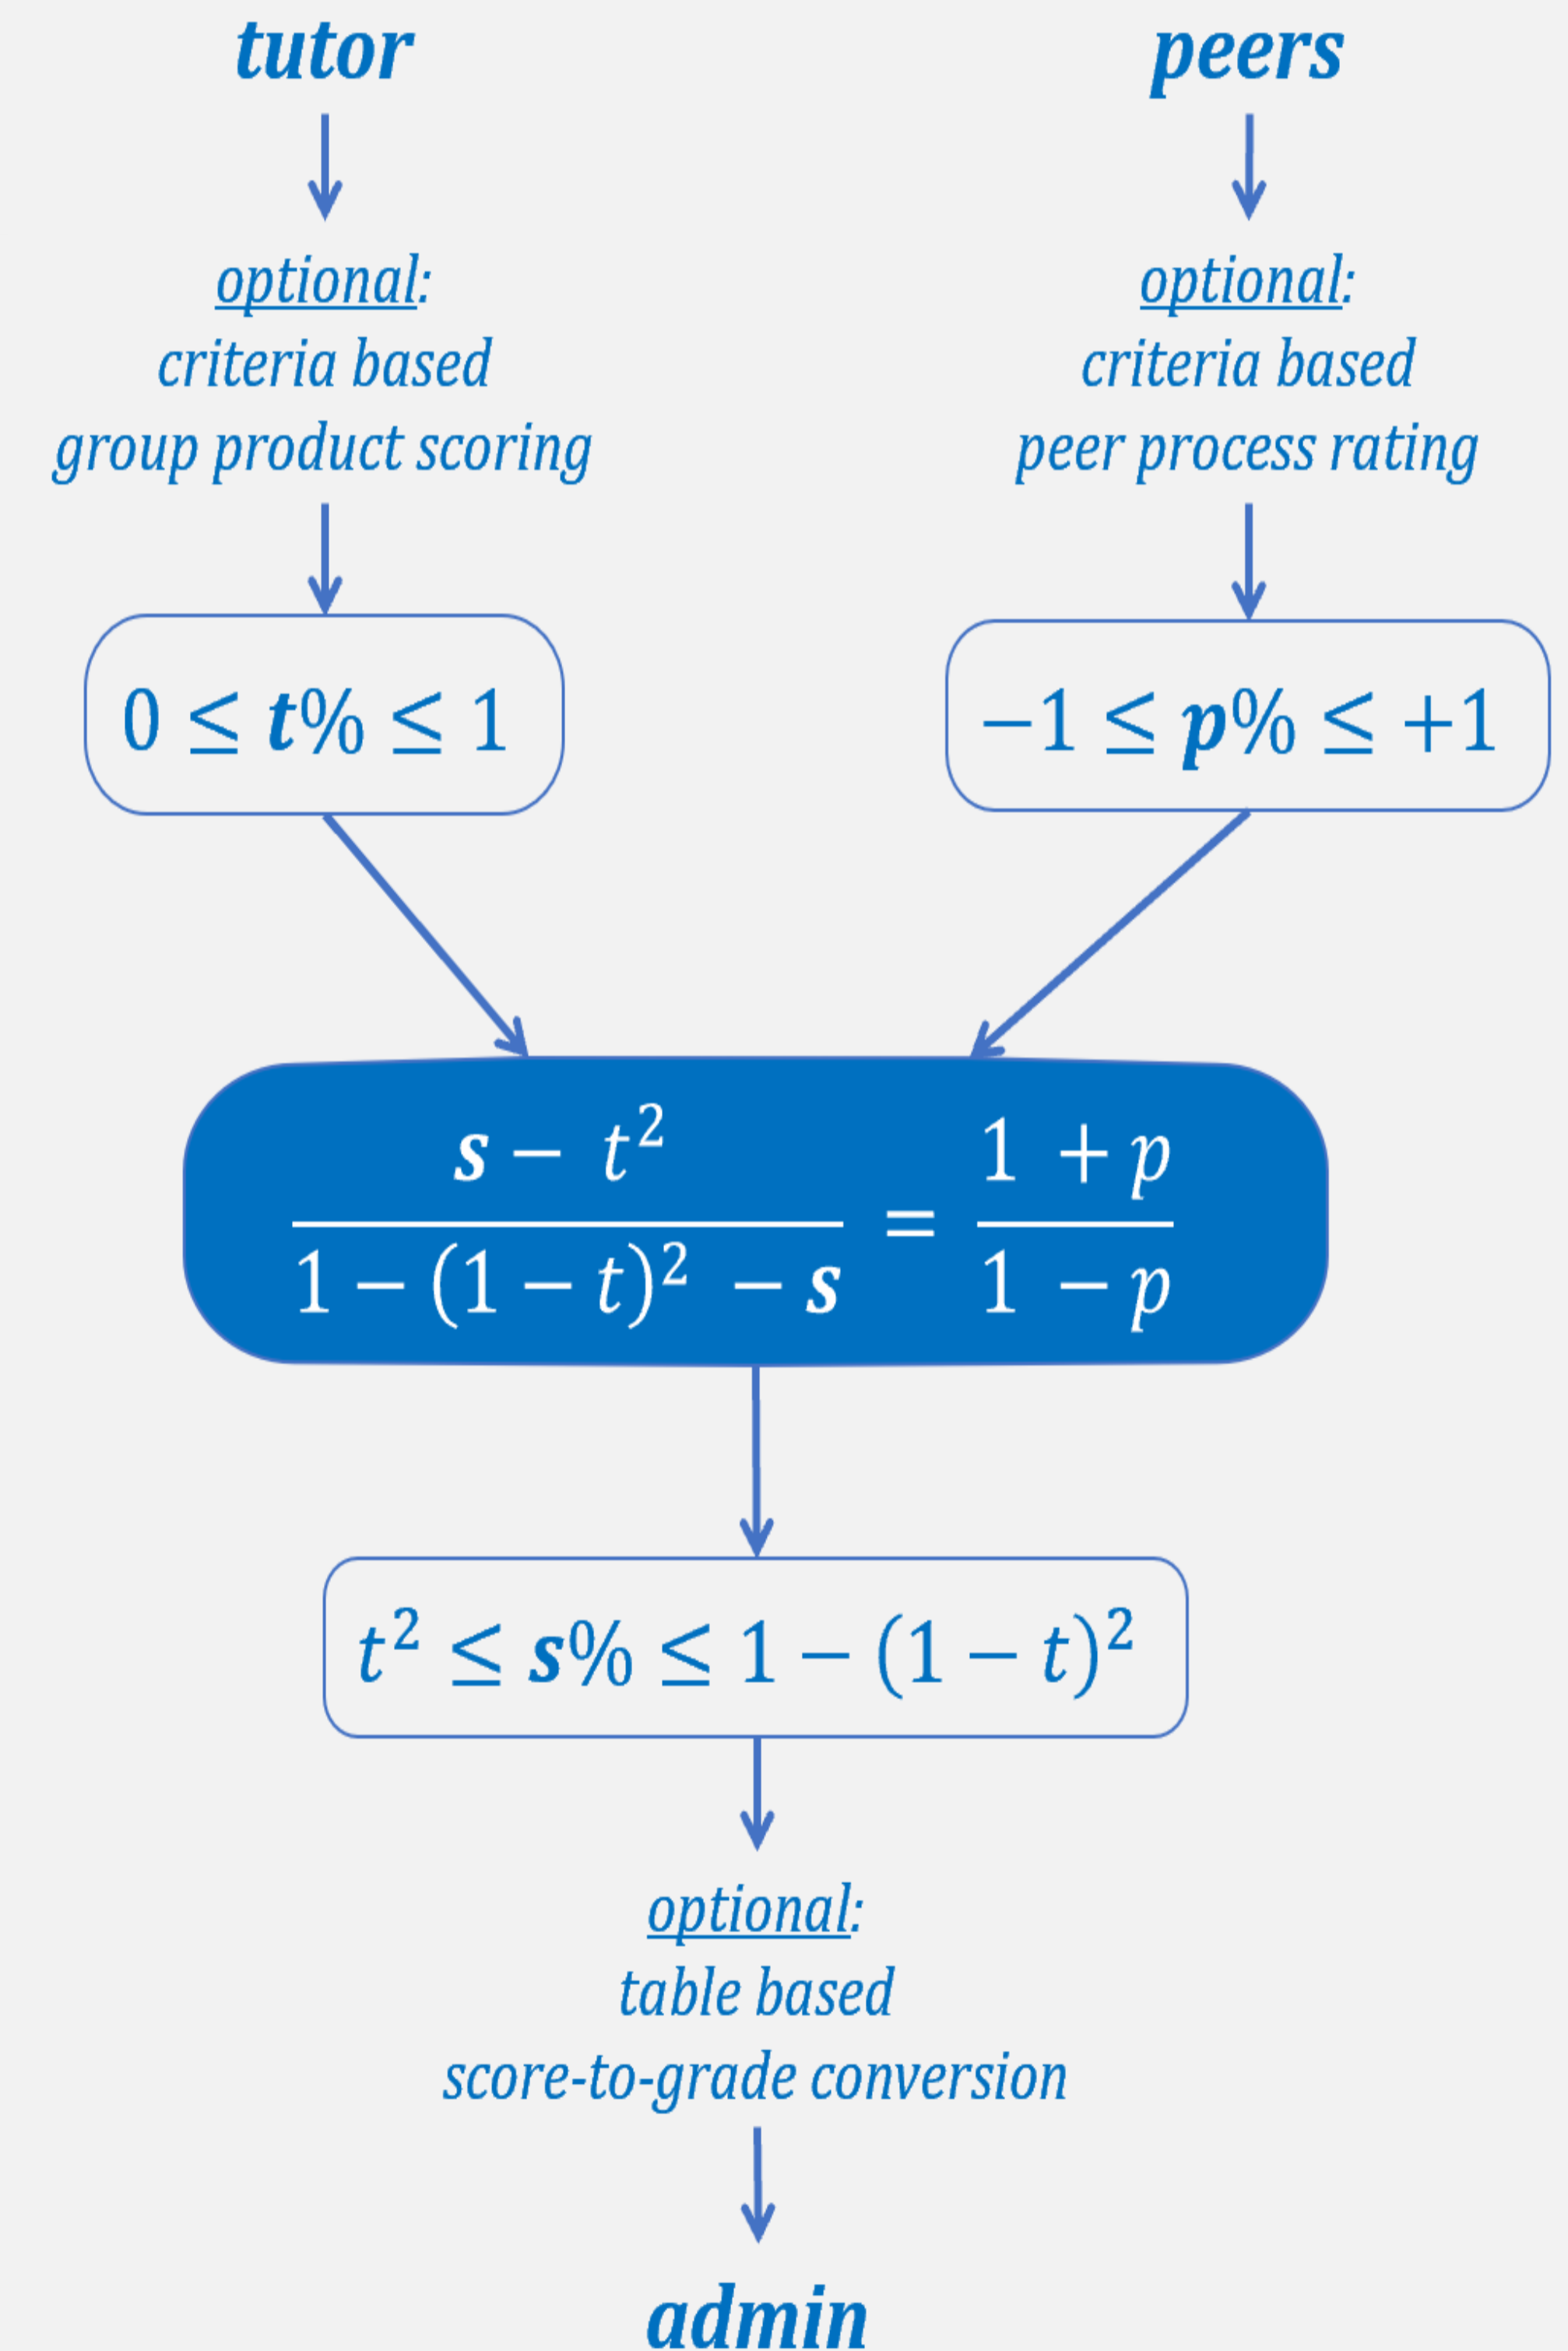 tutor
peers
optional:
criteria based
group product scoring
optional:
criteria based
peer process rating
0 ≤ t% ≤ 1
−1 ≤ p% ≤ +1
s − t² / 1 − (1 − t)² − s = 1 + p / 1 − p
t² ≤ s% ≤ 1 − (1 − t)²
optional:
table based
score-to-grade conversion
admin